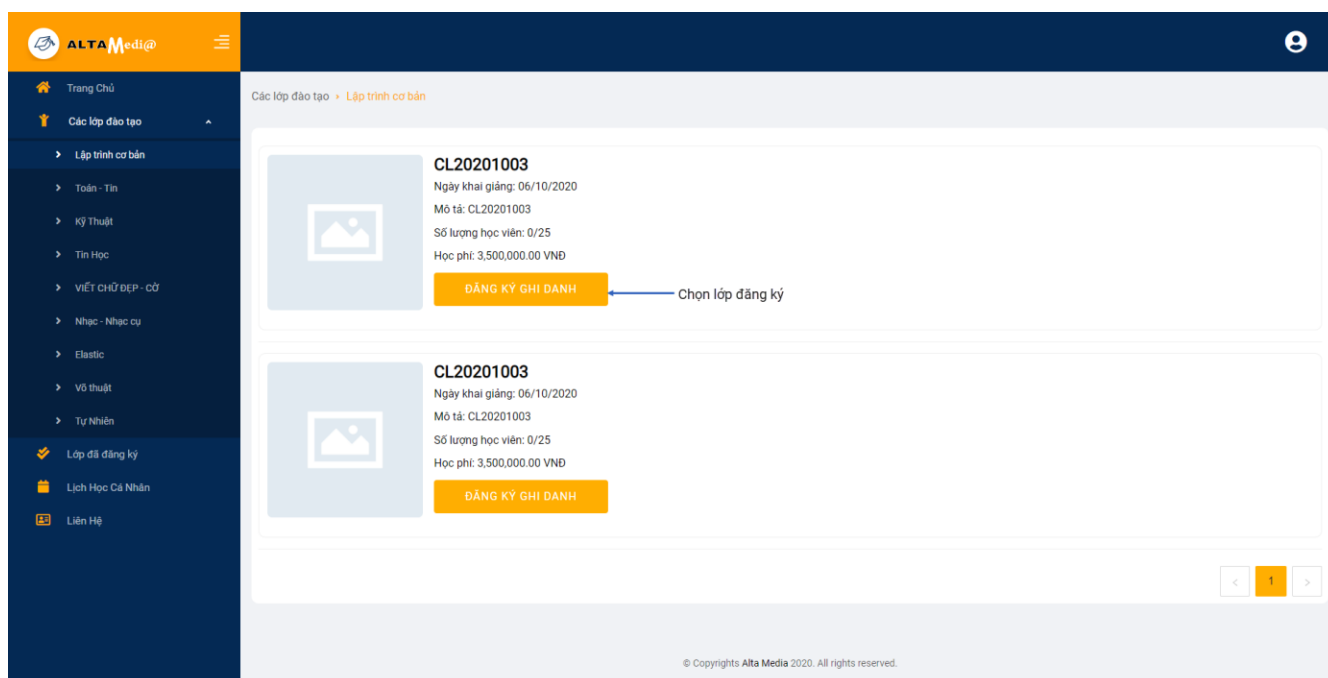 ALTAMedi@
Trang Chủ
Các lớp đào tạo
Lập trình cơ bản
Toán - Tin
Kỹ Thuật
Tin Học
VIẾT CHỮ ĐẸP - CỜ
Nhạc - Nhạc cụ
Elastic
Võ thuật
Tự Nhiên
Lớp đã đăng ký
Lịch Học Cá Nhân
Liên Hệ
Các lớp đào tạo > Lập trình cơ bản
CL20201003
Ngày khai giảng: 06/10/2020
Mô tả: CL20201003
Số lượng học viên: 0/25
Học phí: 3,500,000.00 VNĐ
ĐĂNG KÝ GHI DANH
Chọn lớp đăng ký
CL20201003
Ngày khai giảng: 06/10/2020
Mô tả: CL20201003
Số lượng học viên: 0/25
Học phí: 3,500,000.00 VNĐ
ĐĂNG KÝ GHI DANH
< 1 >
© Copyrights Alta Media 2020. All rights reserved.